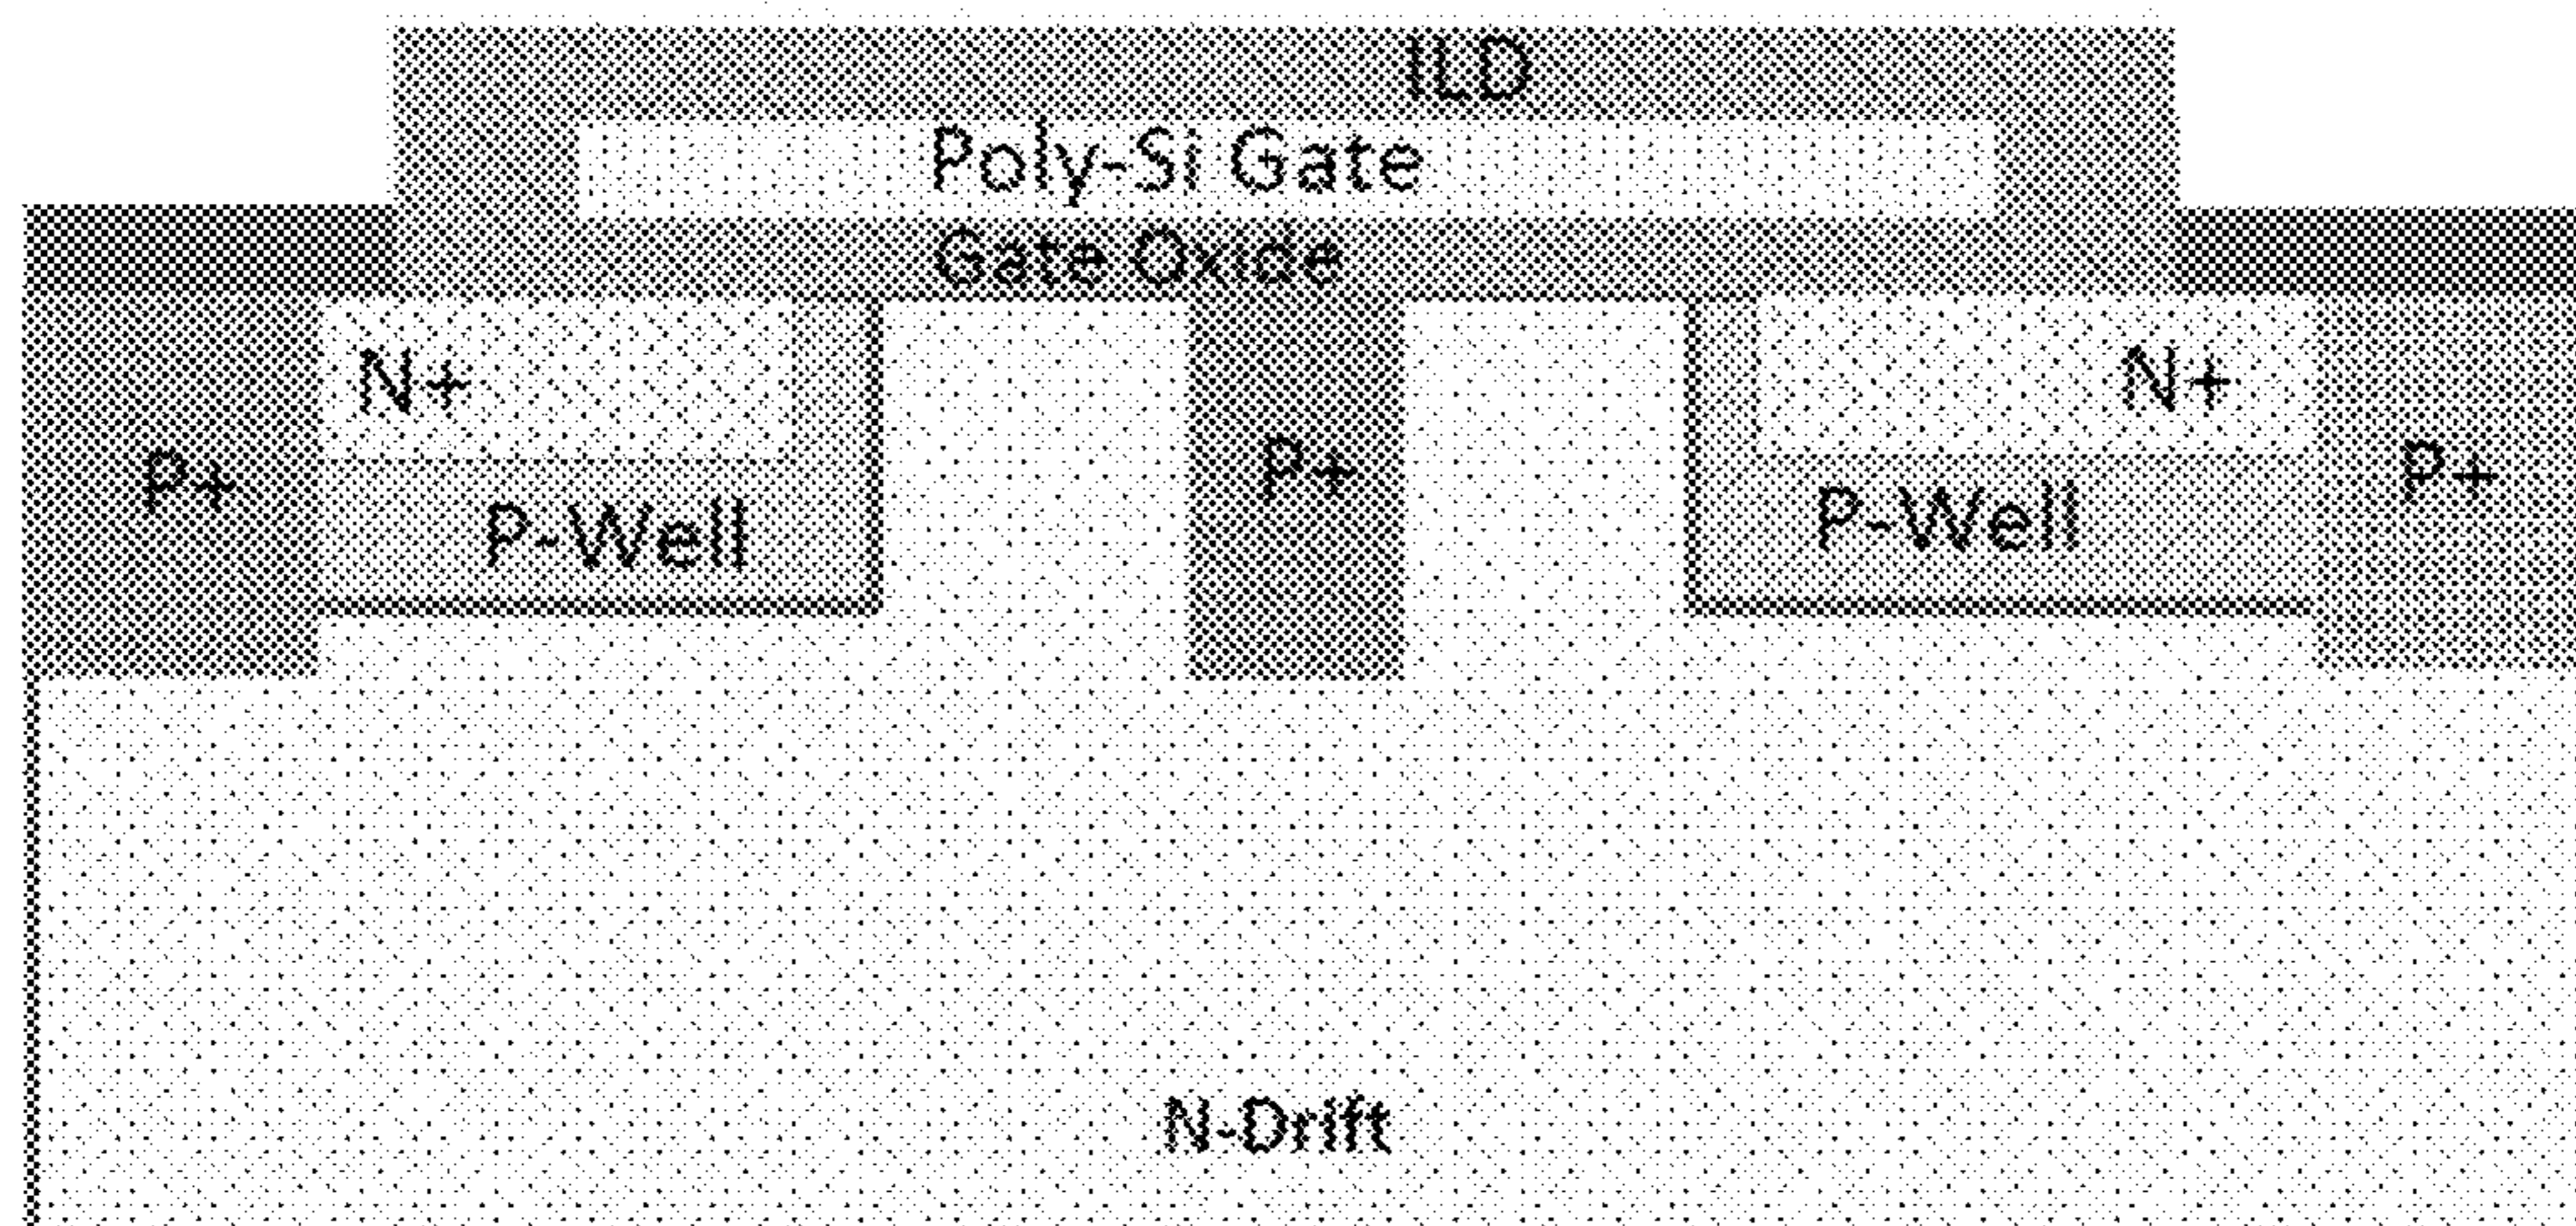 ILD
Poly-Si Gate
Gate Oxide
N+
N+
P+
P+
P+
P-Well
P-Well
N-Drift